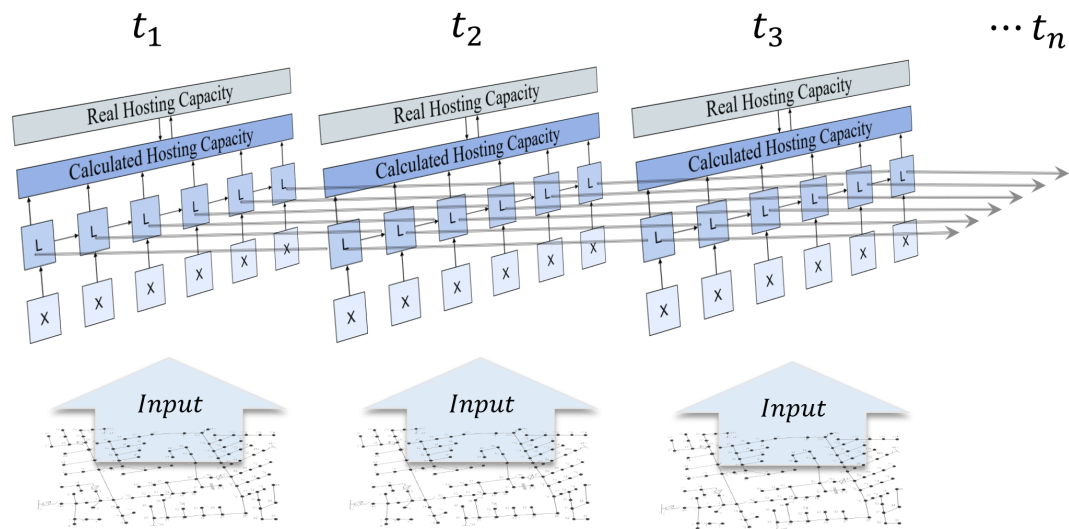 t₁ t₂ t₃ ⋯ tₙ
Real Hosting Capacity
Calculated Hosting Capacity
L L L L L L
X X X X X X
Input
Real Hosting Capacity
Calculated Hosting Capacity
L L L L L L
X X X X X X
Input
Real Hosting Capacity
Calculated Hosting Capacity
L L L L L L
X X X X X X
Input